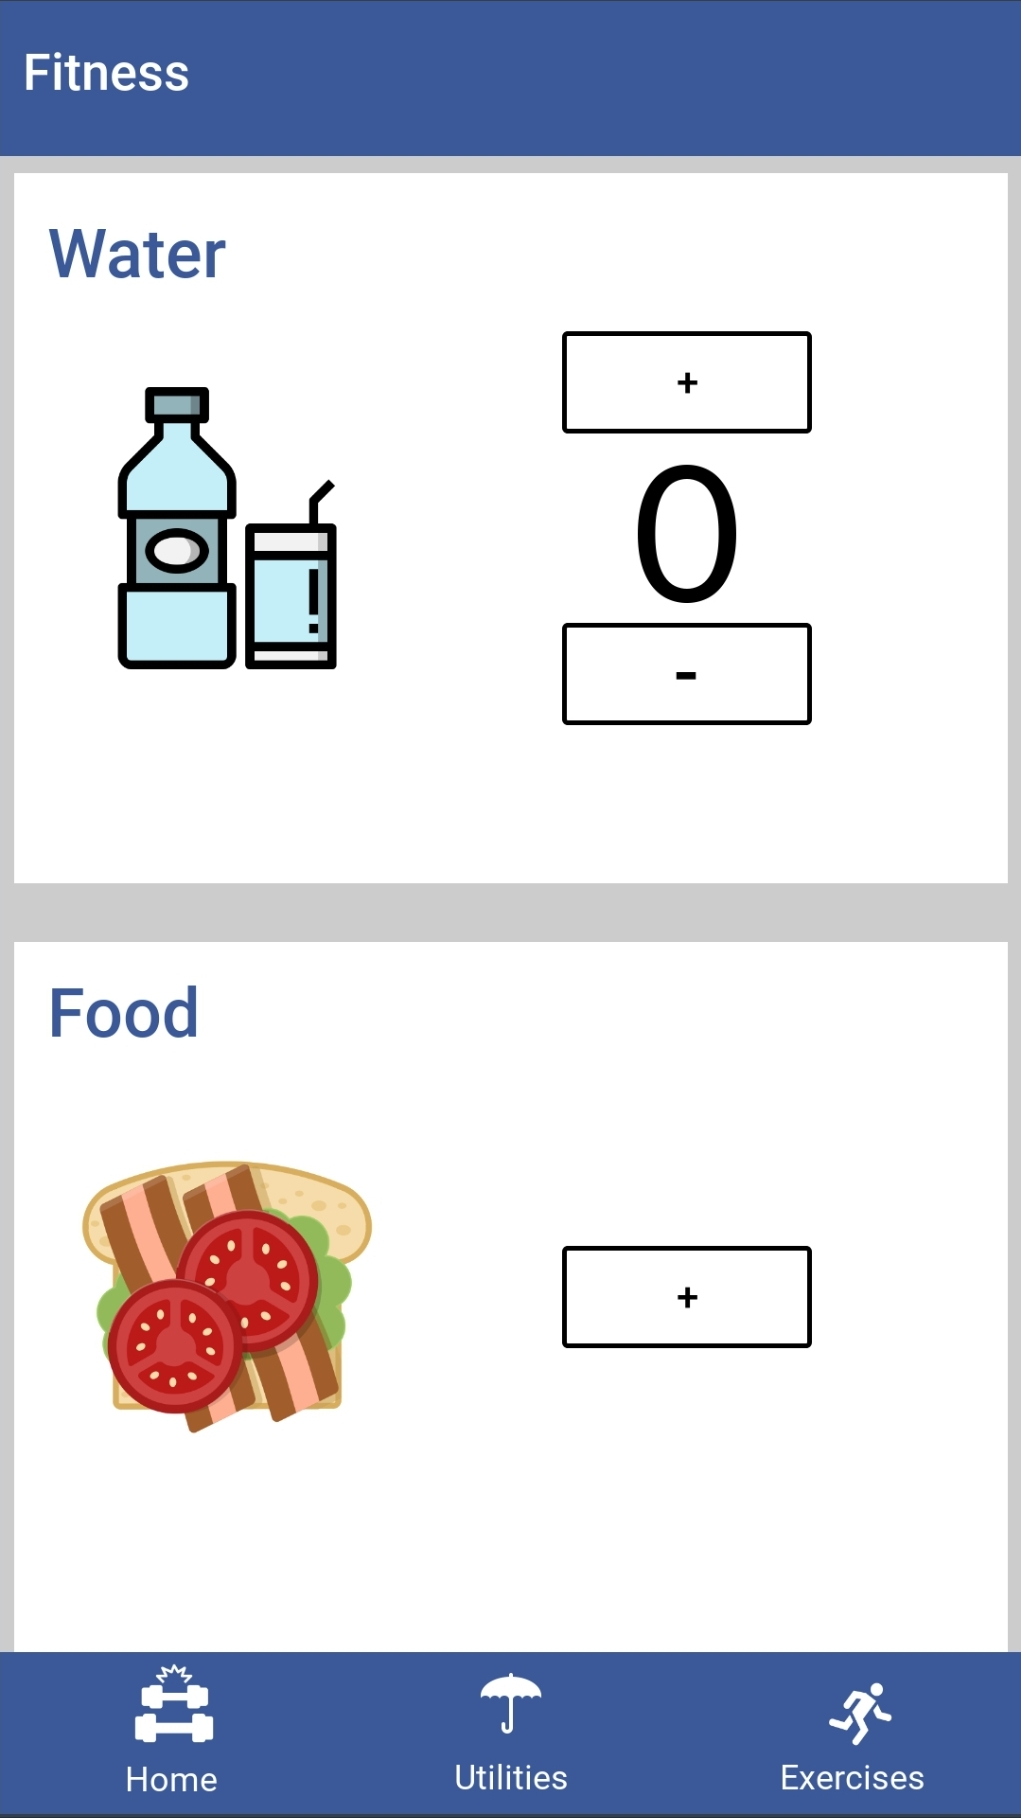 Fitness
Water
+
0
-
Food
+
Home
Utilities
Exercises